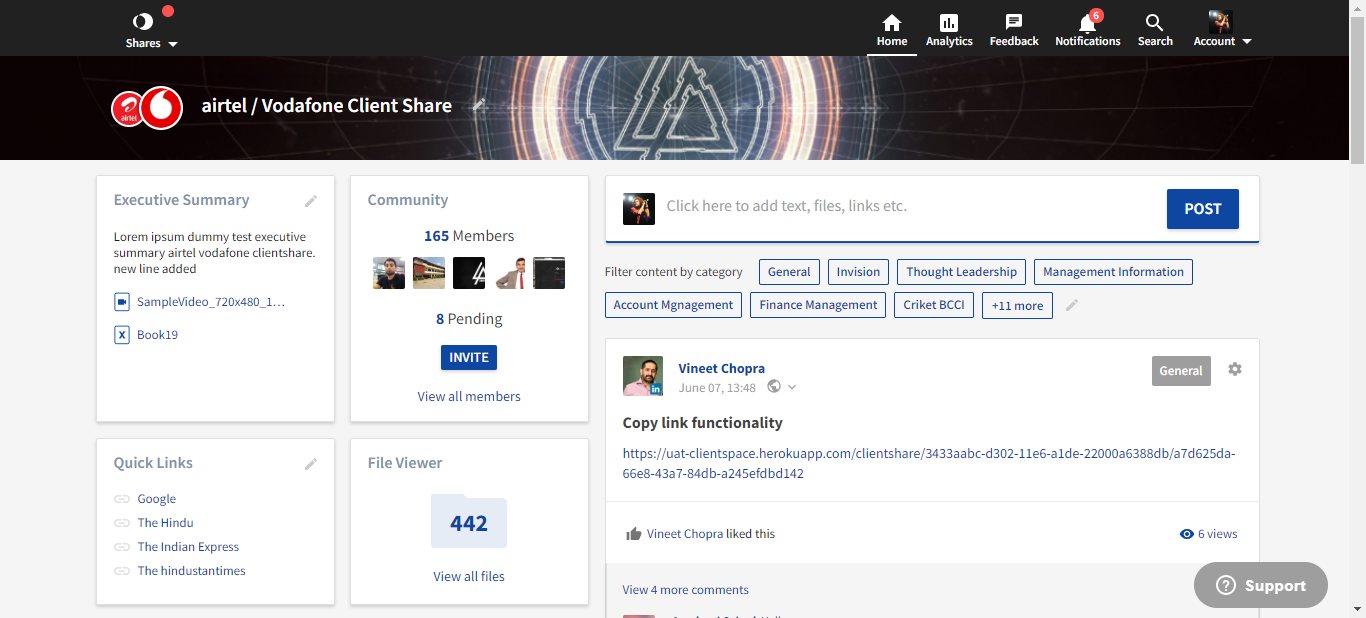 Shares
Home
Analytics
Feedback
6
Notifications
Search
Account
airtel
airtel / Vodafone Client Share
Executive Summary
Lorem ipsum dummy test executive
summary airtel vodafone clientshare.
new line added
SampleVideo_720x480_1...
X Book19
Community
165 Members
8 Pending
INVITE
View all members
Quick Links
Google
The Hindu
The Indian Express
The hindustantimes
File Viewer
442
View all files
Click here to add text, files, links etc.
POST
Filter content by category General Invision Thought Leadership Management Information
Account Mgnagement Finance Management Criket BCCI +11 more
Vineet Chopra
June 07, 13:48
in
General
Copy link functionality
https://uat-clientspace.herokuapp.com/clientshare/3433aabc-d302-11e6-a1de-22000a6388db/a7d625da-
66e8-43a7-84db-a245efdbd142
Vineet Chopra liked this
6 views
View 4 more comments
? Support